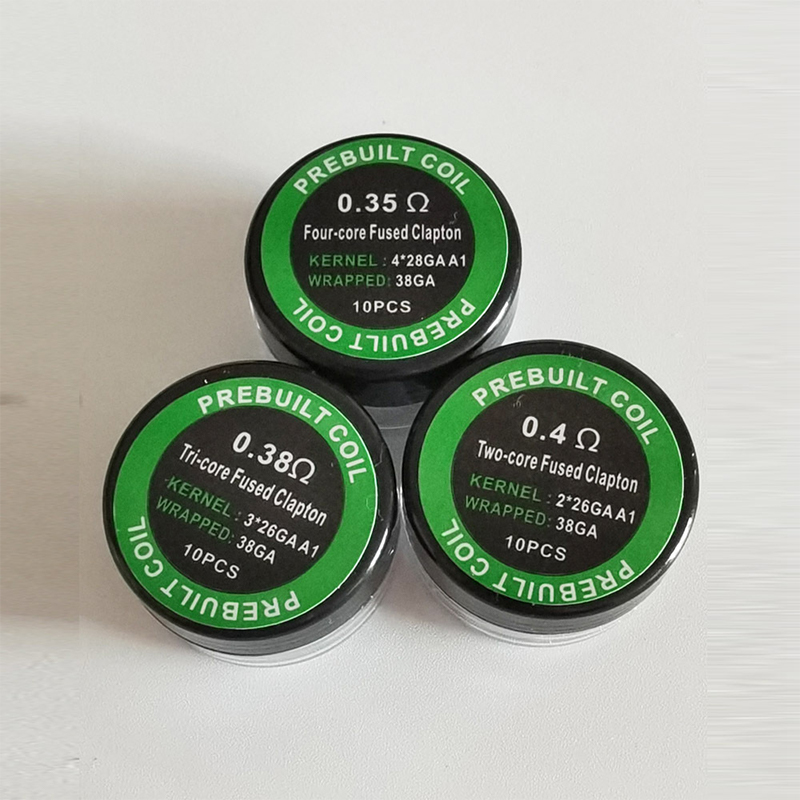 PREBUILT COIL
0.35 Ω
Four-core Fused Clapton
KERNEL : 4*28GA A1
WRAPPED: 38GA
10PCS
PREBUILT COIL
PREBUILT COIL
0.38Ω
Tri-core Fused Clapton
KERNEL : 3*26GA A1
WRAPPED: 38GA
10PCS
PREBUILT COIL
PREBUILT COIL
0.4 Ω
Two-core Fused Clapton
KERNEL : 2*26GA A1
WRAPPED: 38GA
10PCS
PREBUILT COIL